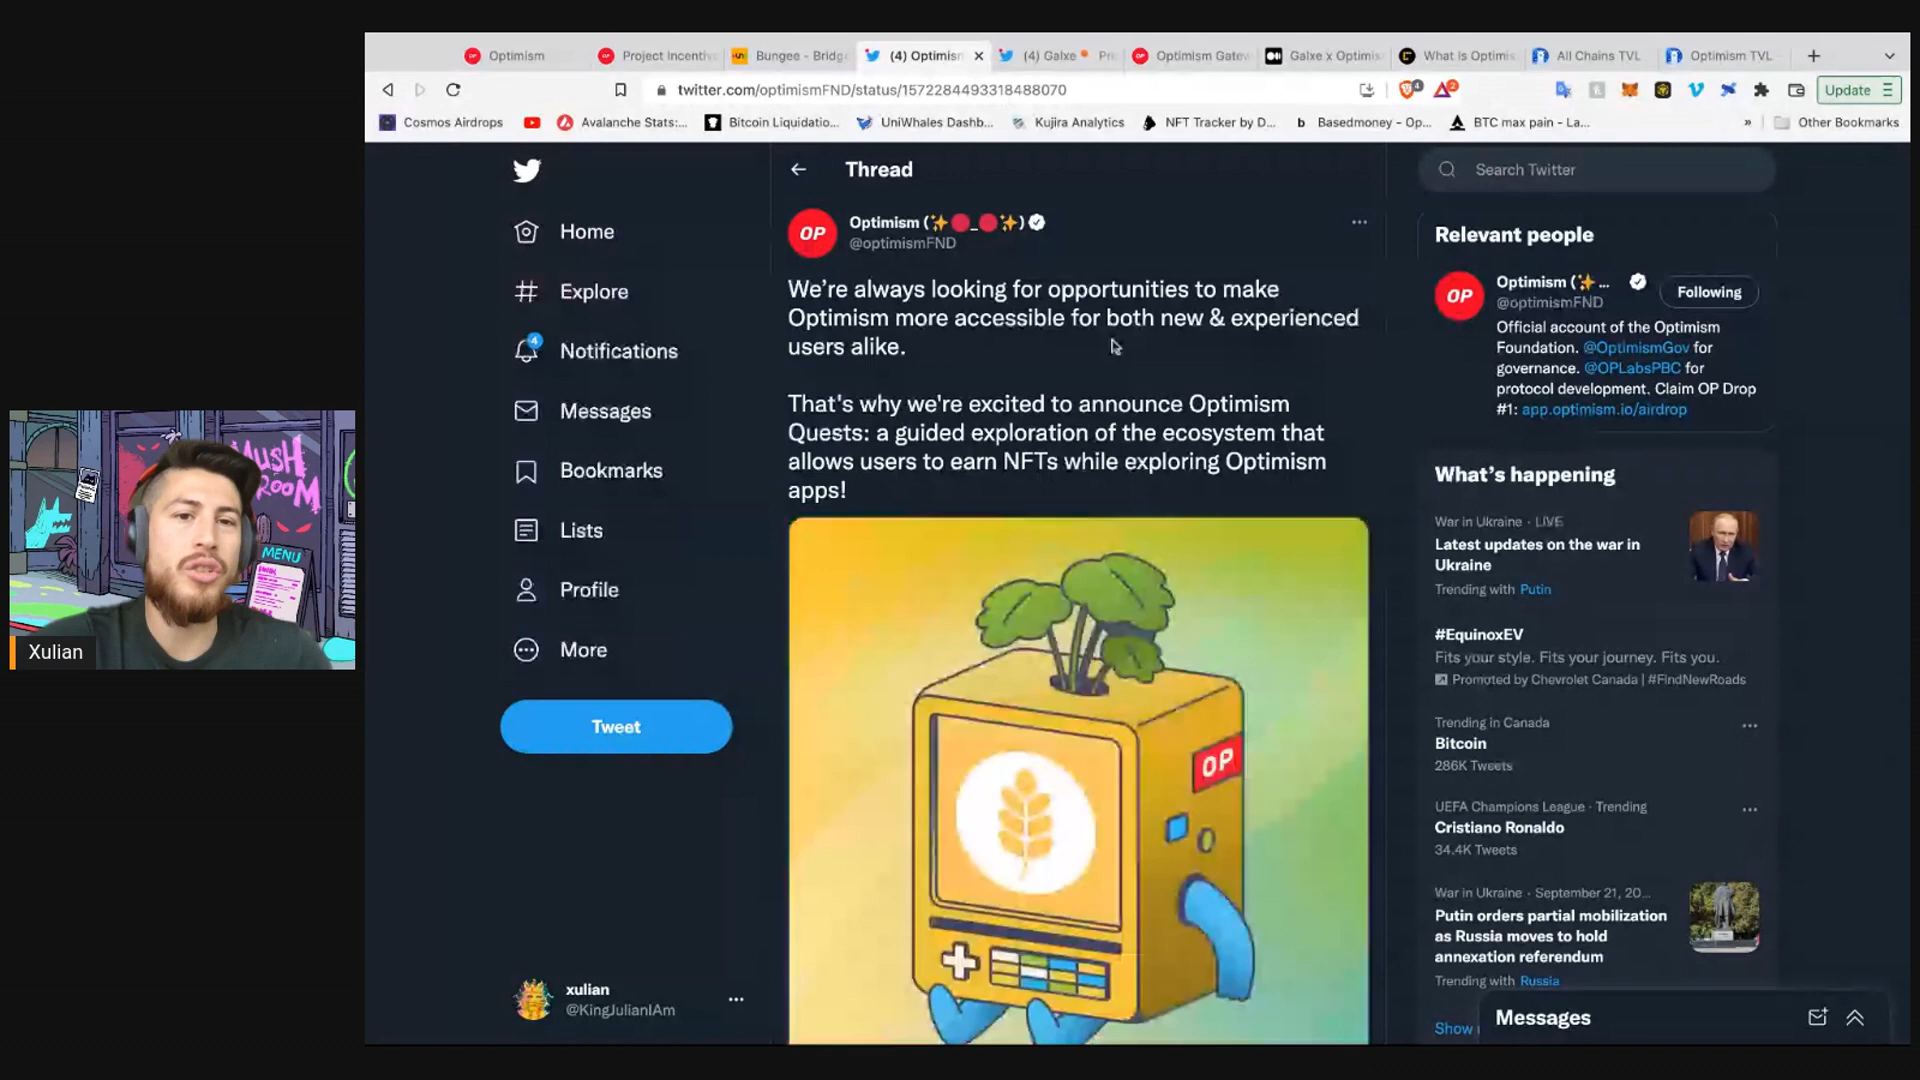 Optimism
Project Incentiv
Bungee - Bridg
(4) Optimism
(4) Galxe
Pr
Optimism Gatew
Galxe x Optimis
What Is Optimis
All Chains TVL
Optimism TVL
twitter.com/optimismFND/status/1572284493318488070
4
2
Update
Cosmos Airdrops
Avalanche Stats:...
Bitcoin Liquidatio...
UniWhales Dashb...
Kujira Analytics
NFT Tracker by D...
b Basedmoney - Op...
BTC max pain - La...
» Other Bookmarks
Home
Explore
4
Notifications
Messages
Bookmarks
Lists
Profile
More
Tweet
xulian
@KingJulianIAm
Thread
OP
Optimism (✨🔴_🔴✨)
@optimismFND
We're always looking for opportunities to make
Optimism more accessible for both new & experienced
users alike.
That's why we're excited to announce Optimism
Quests: a guided exploration of the ecosystem that
allows users to earn NFTs while exploring Optimism
apps!
OP
Search Twitter
Relevant people
OP
Optimism (✨...
@optimismFND
Following
Official account of the Optimism
Foundation. @OptimismGov for
governance. @OPLabsPBC for
protocol development. Claim OP Drop
#1: app.optimism.io/airdrop
What's happening
War in Ukraine · LIVE
Latest updates on the war in
Ukraine
Trending with Putin
#EquinoxEV
Fits your style. Fits your journey. Fits you.
Promoted by Chevrolet Canada | #FindNewRoads
Trending in Canada
Bitcoin
286K Tweets
UEFA Champions League · Trending
Cristiano Ronaldo
34.4K Tweets
War in Ukraine · September 21, 20...
Putin orders partial mobilization
as Russia moves to hold
annexation referendum
Trending with Russia
Show
Messages
MUSH
ROOM
MENU
Xulian